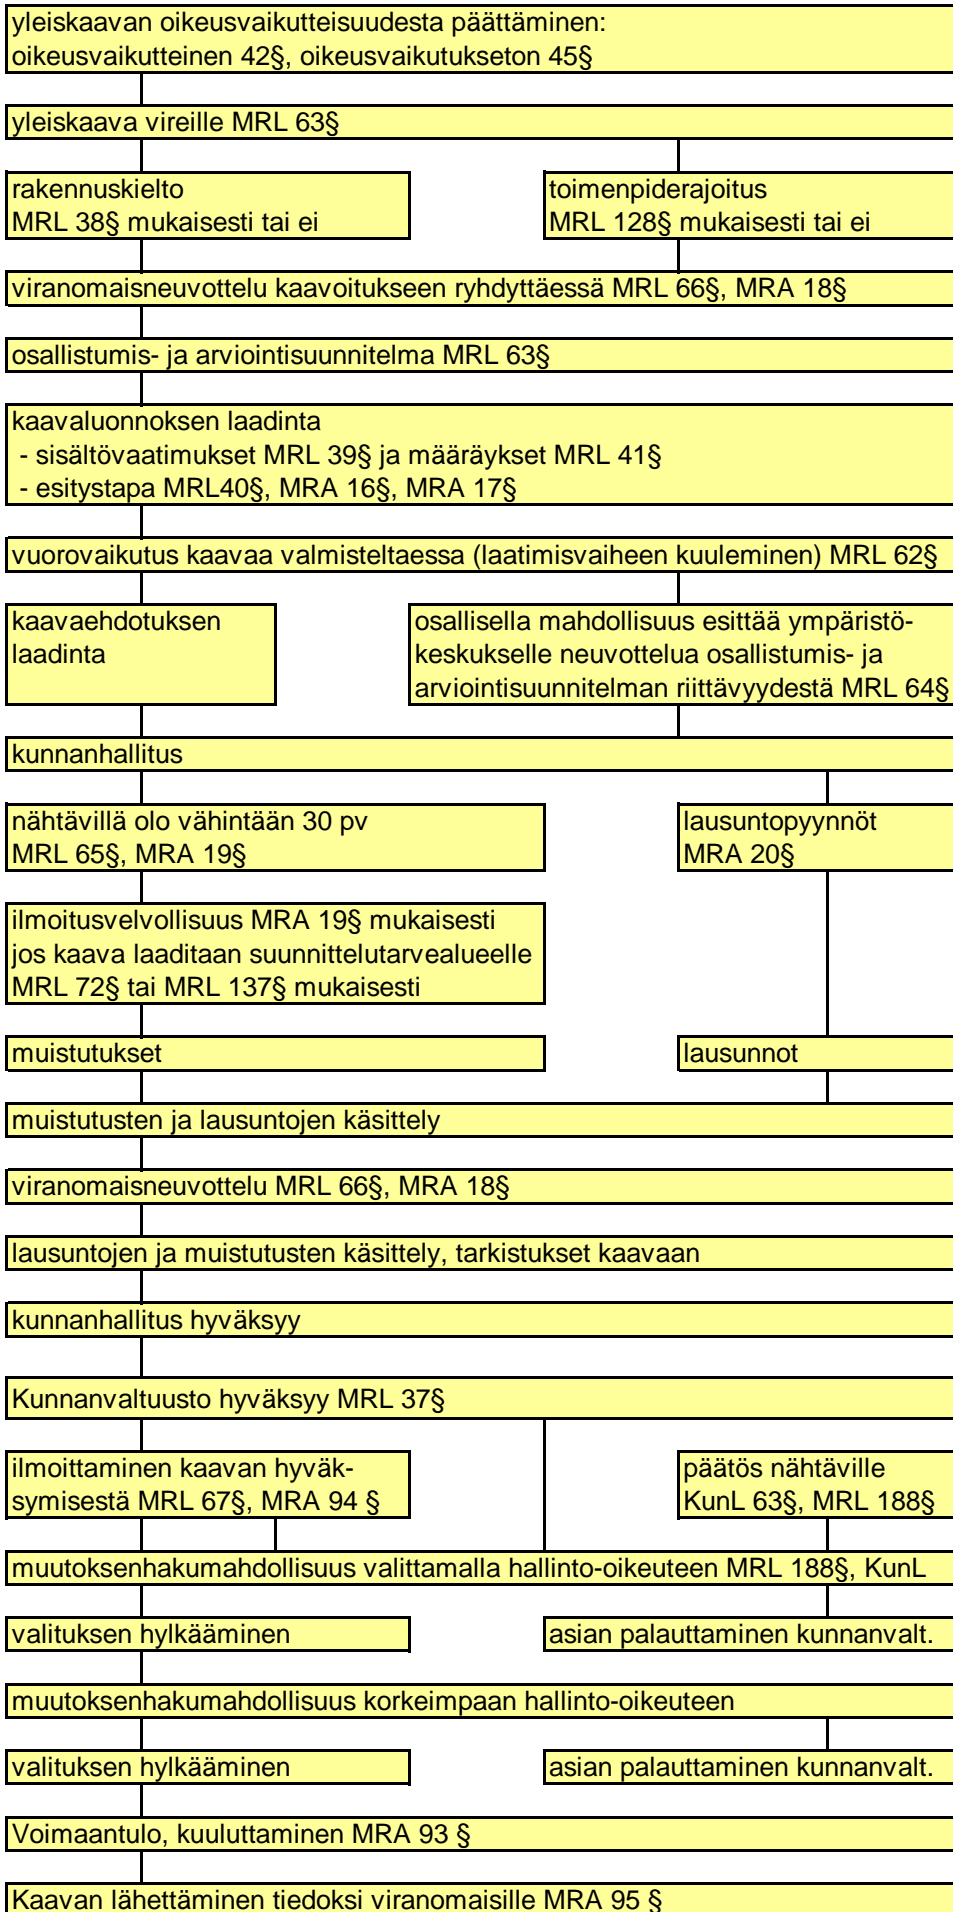 yleiskaavan oikeusvaikutteisuudesta päättäminen:
oikeusvaikutteinen 42§, oikeusvaikutukseton 45§
yleiskaava vireille MRL 63§
rakennuskielto
MRL 38§ mukaisesti tai ei
toimenpiderajoitus
MRL 128§ mukaisesti tai ei
viranomaisneuvottelu kaavoitukseen ryhdyttäessä MRL 66§, MRA 18§
osallistumis- ja arviointisuunnitelma MRL 63§
kaavaluonnoksen laadinta
- sisältövaatimukset MRL 39§ ja määräykset MRL 41§
- esitystapa MRL40§, MRA 16§, MRA 17§
vuorovaikutus kaavaa valmisteltaessa (laatimisvaiheen kuuleminen) MRL 62§
kaavaehdotuksen
laadinta
osallisella mahdollisuus esittää ympäristö-
keskukselle neuvottelua osallistumis- ja
arviointisuunnitelman riittävyydestä MRL 64§
kunnanhallitus
nähtävillä olo vähintään 30 pv
MRL 65§, MRA 19§
lausuntopyynnöt
MRA 20§
ilmoitusvelvollisuus MRA 19§ mukaisesti
jos kaava laaditaan suunnittelutarvealueelle
MRL 72§ tai MRL 137§ mukaisesti
muistutukset
lausunnot
muistutusten ja lausuntojen käsittely
viranomaisneuvottelu MRL 66§, MRA 18§
lausuntojen ja muistutusten käsittely, tarkistukset kaavaan
kunnanhallitus hyväksyy
Kunnanvaltuusto hyväksyy MRL 37§
ilmoittaminen kaavan hyväk-
symisestä MRL 67§, MRA 94 §
päätös nähtäville
KunL 63§, MRL 188§
muutoksenhakumahdollisuus valittamalla hallinto-oikeuteen MRL 188§, KunL
valituksen hylkääminen
asian palauttaminen kunnanvalt.
muutoksenhakumahdollisuus korkeimpaan hallinto-oikeuteen
valituksen hylkääminen
asian palauttaminen kunnanvalt.
Voimaantulo, kuuluttaminen MRA 93 §
Kaavan lähettäminen tiedoksi viranomaisille MRA 95 §